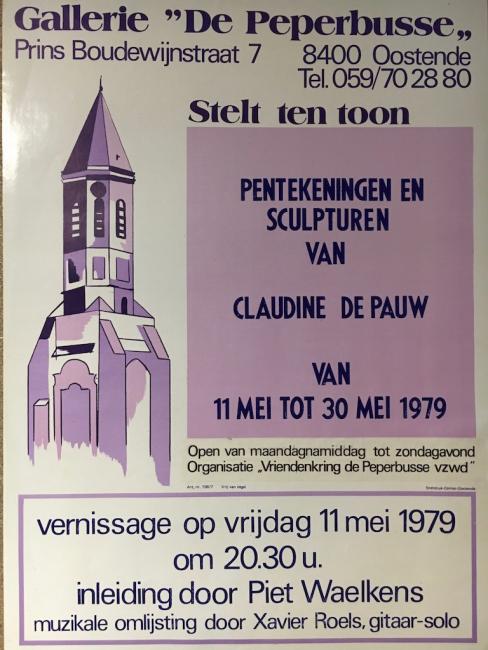 Gallerie "De Peperbusse„
Prins Boudewijnstraat 7 8400 Oostende
Tel. 059/70 28 80
Stelt ten toon
PENTEKENINGEN EN
SCULPTUREN
VAN
CLAUDINE DE PAUW
VAN
11 MEI TOT 30 MEI 1979
Open van maandagnamiddag tot zondagavond
Organisatie „Vriendenkring de Peperbusse vzwd"
Vrij van zegel
vernissage op vrijdag 11 mei 1979
om 20.30 u.
inleiding door Piet Waelkens
muzikale omlijsting door Xavier Roels, gitaar-solo